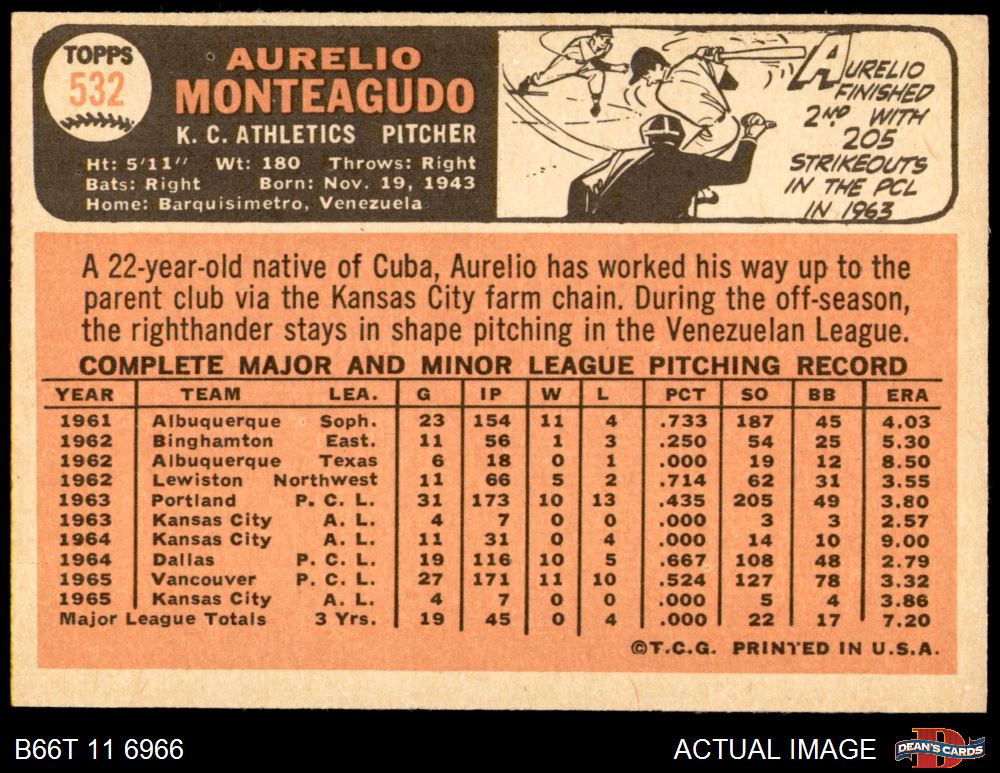 TOPPS
532
AURELIO
MONTEAGUDO
K. C. ATHLETICS PITCHER
Ht: 5'11" Wt: 180 Throws: Right
Bats: Right Born: Nov. 19, 1943
Home: Barquisimetro, Venezuela
AURELIO
FINISHED
2ND WITH
205
STRIKEOUTS
IN THE PCL
IN 1963
A 22-year-old native of Cuba, Aurelio has worked his way up to the
parent club via the Kansas City farm chain. During the off-season,
the righthander stays in shape pitching in the Venezuelan League.
COMPLETE MAJOR AND MINOR LEAGUE PITCHING RECORD
YEAR TEAM LEA. G IP W L PCT SO BB ERA
1961 Albuquerque Soph. 23 154 11 4 .733 187 45 4.03
1962 Binghamton East. 11 56 1 3 .250 54 25 5.30
1962 Albuquerque Texas 6 18 0 1 .000 19 12 8.50
1962 Lewiston Northwest 11 66 5 2 .714 62 31 3.55
1963 Portland P. C. L. 31 173 10 13 .435 205 49 3.80
1963 Kansas City A. L. 4 7 0 0 .000 3 3 2.57
1964 Kansas City A. L. 11 31 0 4 .000 14 10 9.00
1964 Dallas P. C. L. 19 116 10 5 .667 108 48 2.79
1965 Vancouver P. C. L. 27 171 11 10 .524 127 78 3.32
1965 Kansas City A. L. 4 7 0 0 .000 5 4 3.86
Major League Totals 3 Yrs. 19 45 0 4 .000 22 17 7.20
©T.C.G. PRINTED IN U.S.A.
B66T 11 6966 ACTUAL IMAGE
D
DEAN'S CARDS